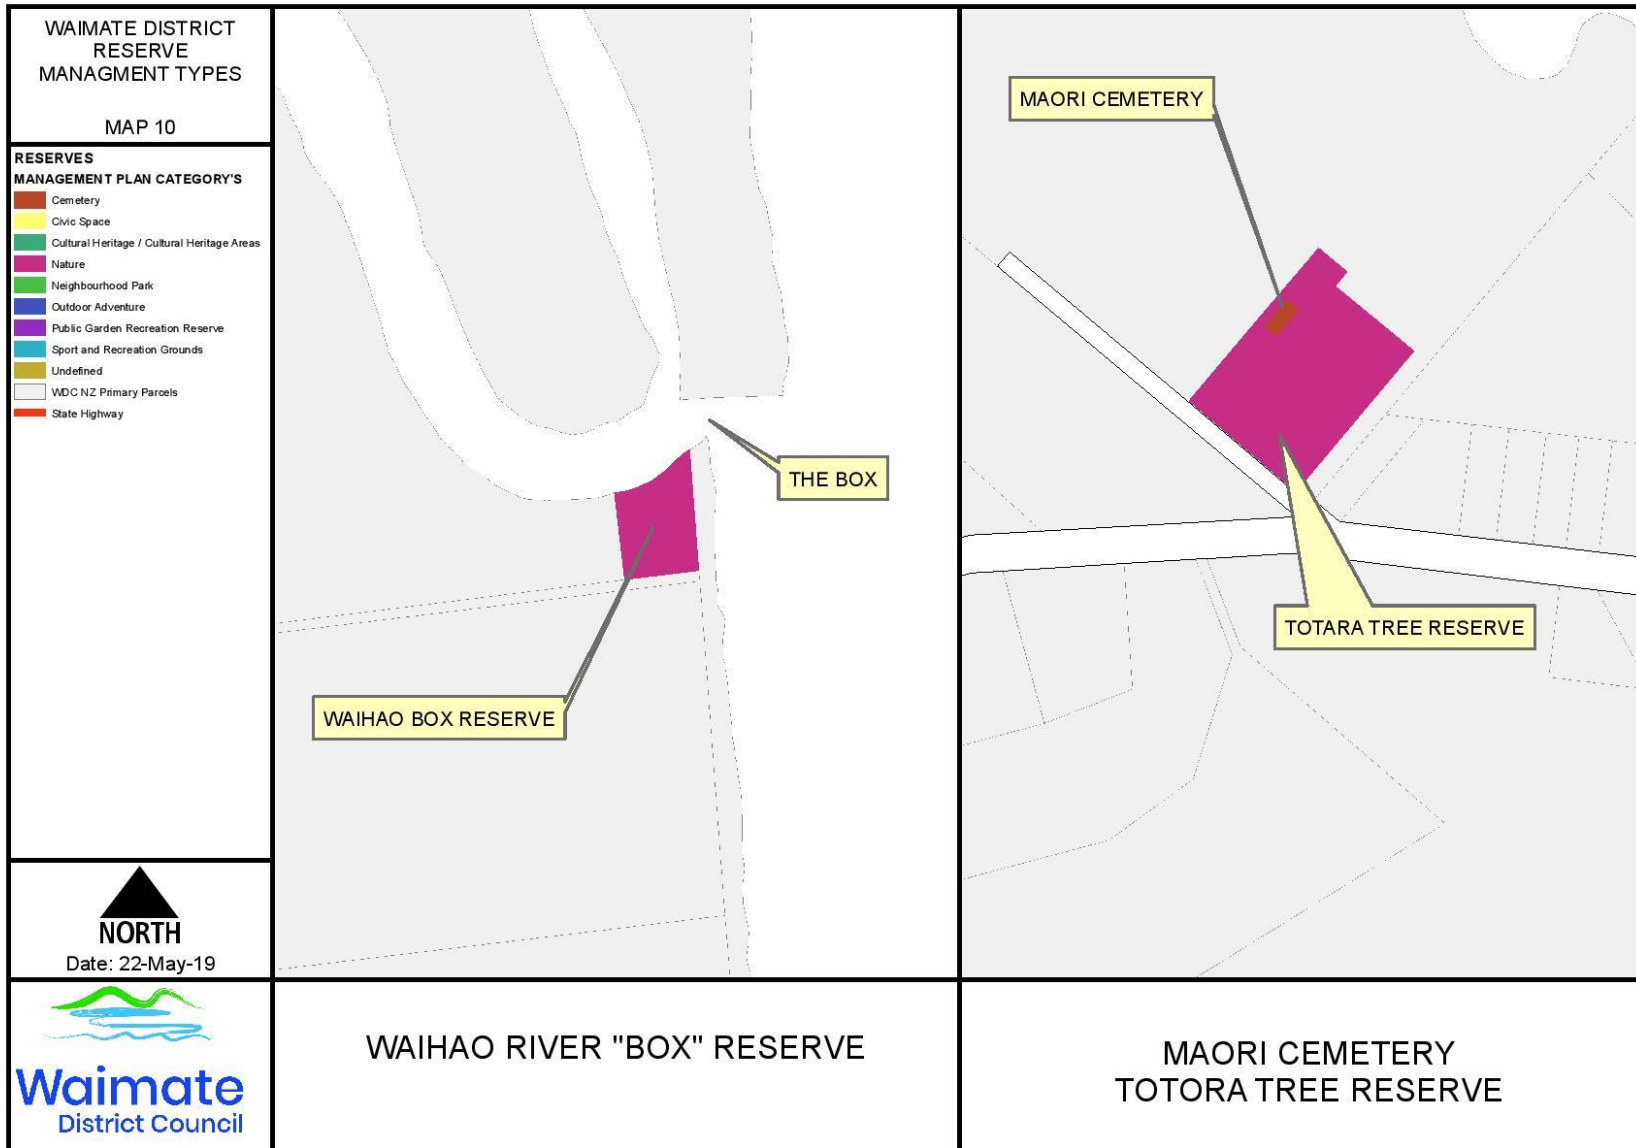 WAIMATE DISTRICT
RESERVE
MANAGMENT TYPES
MAP 10
RESERVES
MANAGEMENT PLAN CATEGORY'S
Cemetery
Civic Space
Cultural Heritage / Cultural Heritage Areas
Nature
Neighbourhood Park
Outdoor Adventure
Public Garden Recreation Reserve
Sport and Recreation Grounds
Undefined
WDC NZ Primary Parcels
State Highway
NORTH
Date: 22-May-19
Waimate
District Council
THE BOX
WAIHAO BOX RESERVE
WAIHAO RIVER "BOX" RESERVE
MAORI CEMETERY
TOTARA TREE RESERVE
MAORI CEMETERY
TOTORA TREE RESERVE